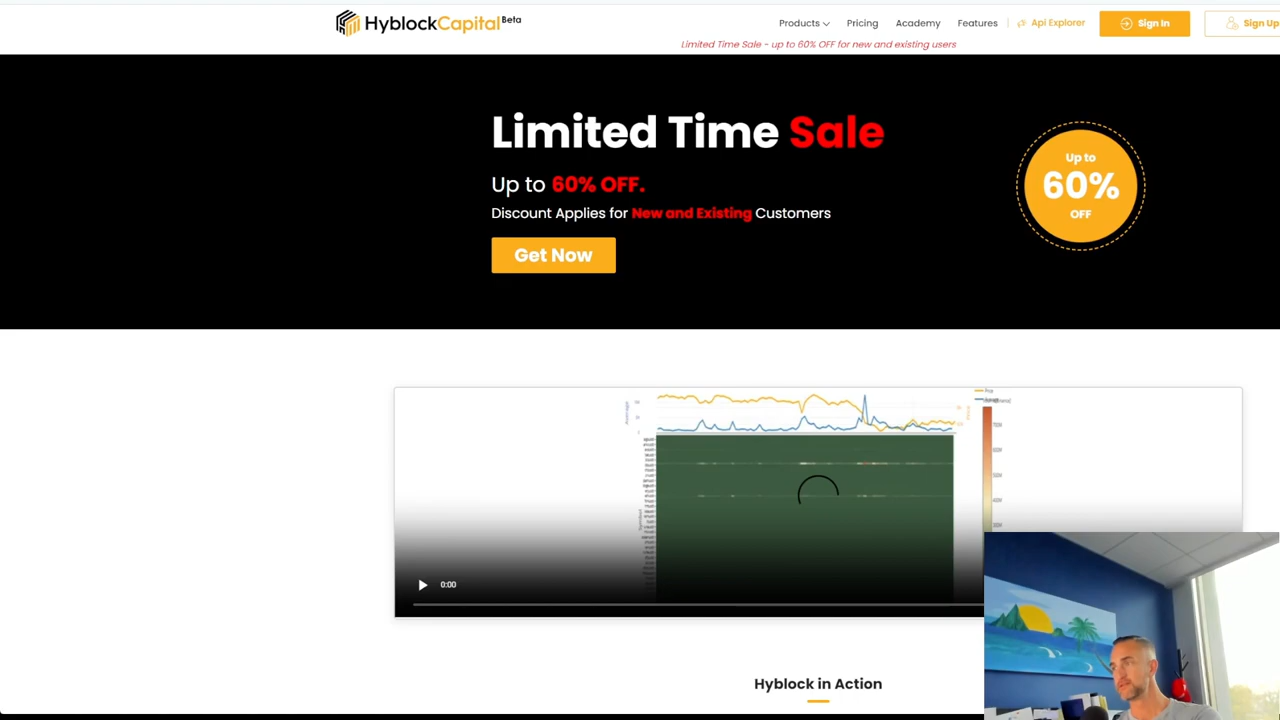 HyblockCapital Beta
Products Pricing Academy Features Api Explorer Sign In Sign Up
Limited Time Sale - up to 60% OFF for new and existing users
Limited Time Sale
Up to 60% OFF.
Discount Applies for New and Existing Customers
Get Now
Up to
60%
OFF
0:00
Hyblock in Action